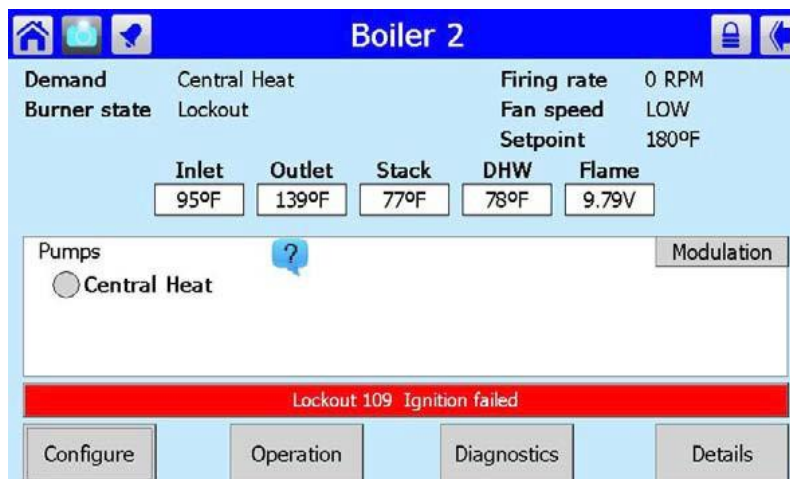 Boiler 2
Demand Central Heat Firing rate 0 RPM
Burner state Lockout Fan speed LOW
Setpoint 180ºF
Inlet Outlet Stack DHW Flame
95ºF 139ºF 77ºF 78ºF 9.79V
Pumps ? Modulation
Central Heat
Lockout 109 Ignition failed
Configure Operation Diagnostics Details